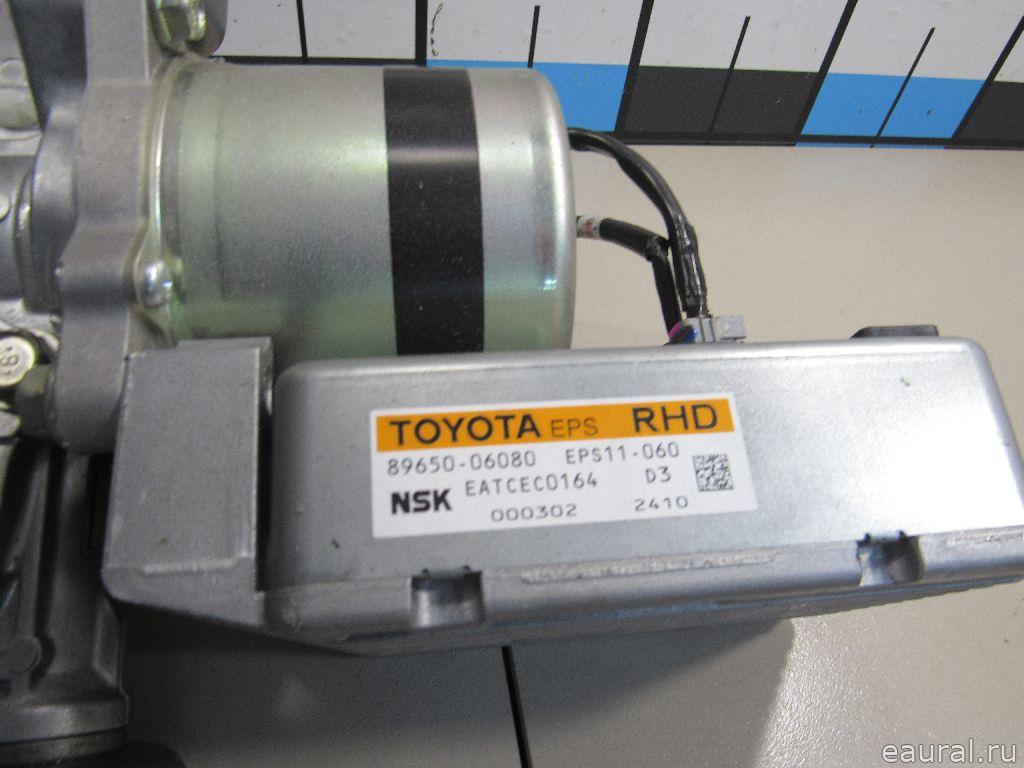 TOYOTA EPS RHD
89650-06080 EPS11-060
NSK EATCEC0164 D3
000302 2410
eaural.ru